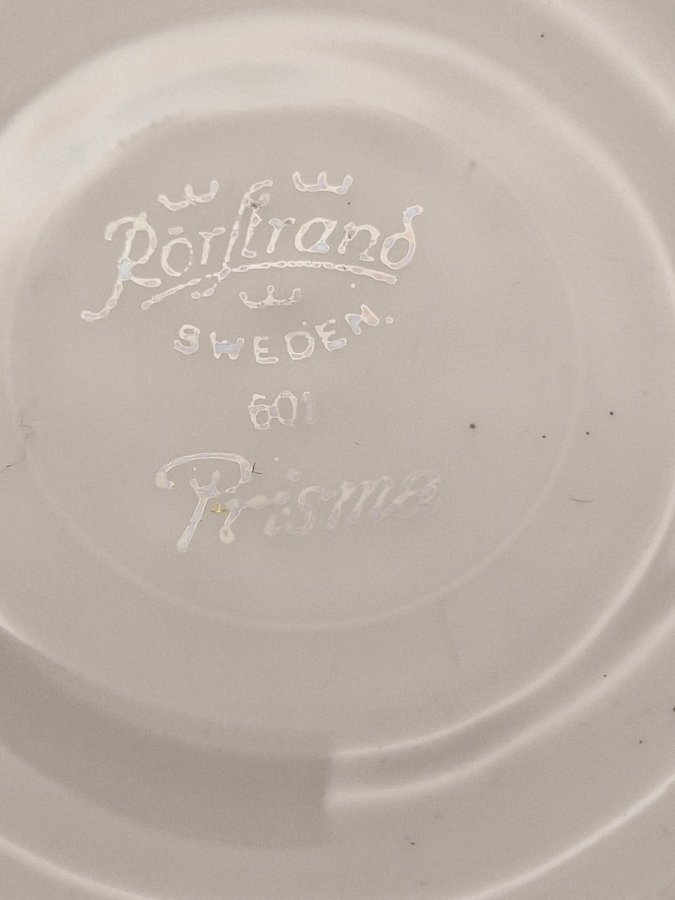 Rörstrand
SWEDEN.
601
Prisma